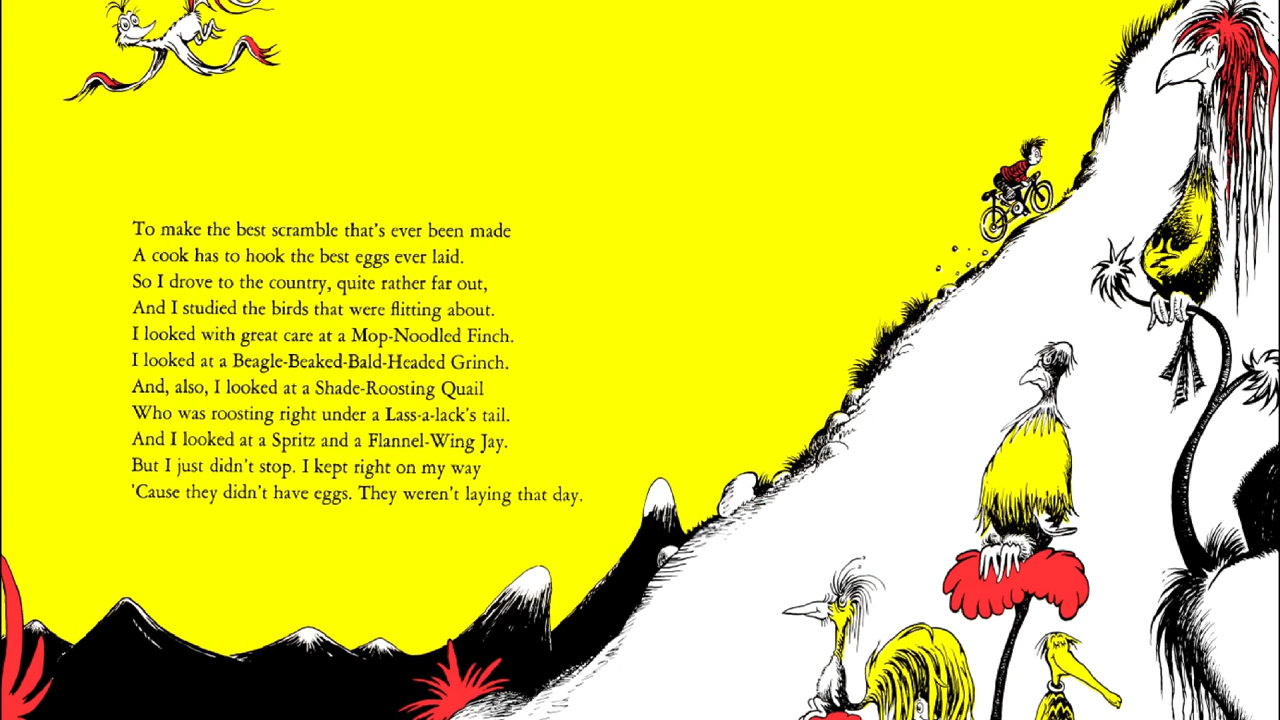 To make the best scramble that's ever been made
A cook has to hook the best eggs ever laid.
So I drove to the country, quite rather far out,
And I studied the birds that were flitting about.
I looked with great care at a Mop-Noodled Finch.
I looked at a Beagle-Beaked-Bald-Headed Grinch.
And, also, I looked at a Shade-Roosting Quail
Who was roosting right under a Lass-a-lack's tail.
And I looked at a Spritz and a Flannel-Wing Jay.
But I just didn't stop. I kept right on my way
'Cause they didn't have eggs. They weren't laying that day.